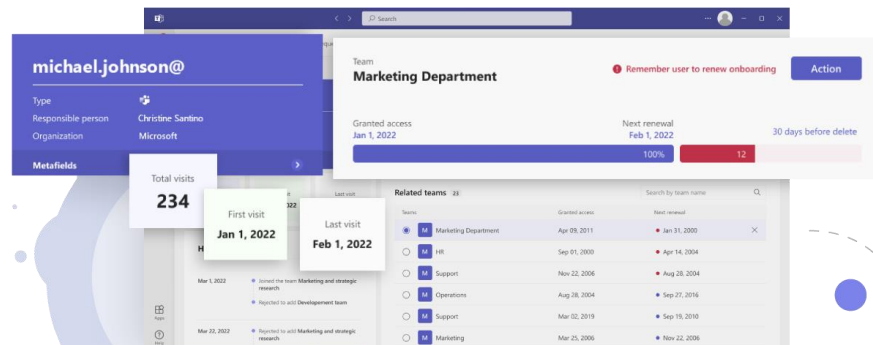 Search
michael.johnson@
Type
Responsible person Christine Santino
Organization Microsoft
Metafields
Team
Marketing Department
Remember user to renew onboarding
Action
Granted access
Jan 1, 2022
Next renewal
Feb 1, 2022
30 days before delete
100% 12
Total visits
234
First visit
Jan 1, 2022
Last visit
Last visit
Feb 1, 2022
Related teams 23 Search by team name
Teams Granted access Next renewal
M Marketing Department Apr 09, 2011 Jan 31, 2000
M HR Sep 01, 2000 Apr 14, 2004
M Support Nov 22, 2006 Aug 28, 2004
M Operations Aug 28, 2004 Sep 27, 2016
M Support Mar 02, 2019 Sep 19, 2010
M Marketing Mar 25, 2006 Nov 22, 2006
Mar 1, 2022 Joined the team Marketing and strategic
research
Rejected to add Developement team
Mar 22, 2022 Rejected to add Marketing and strategic
research
Apps
Help